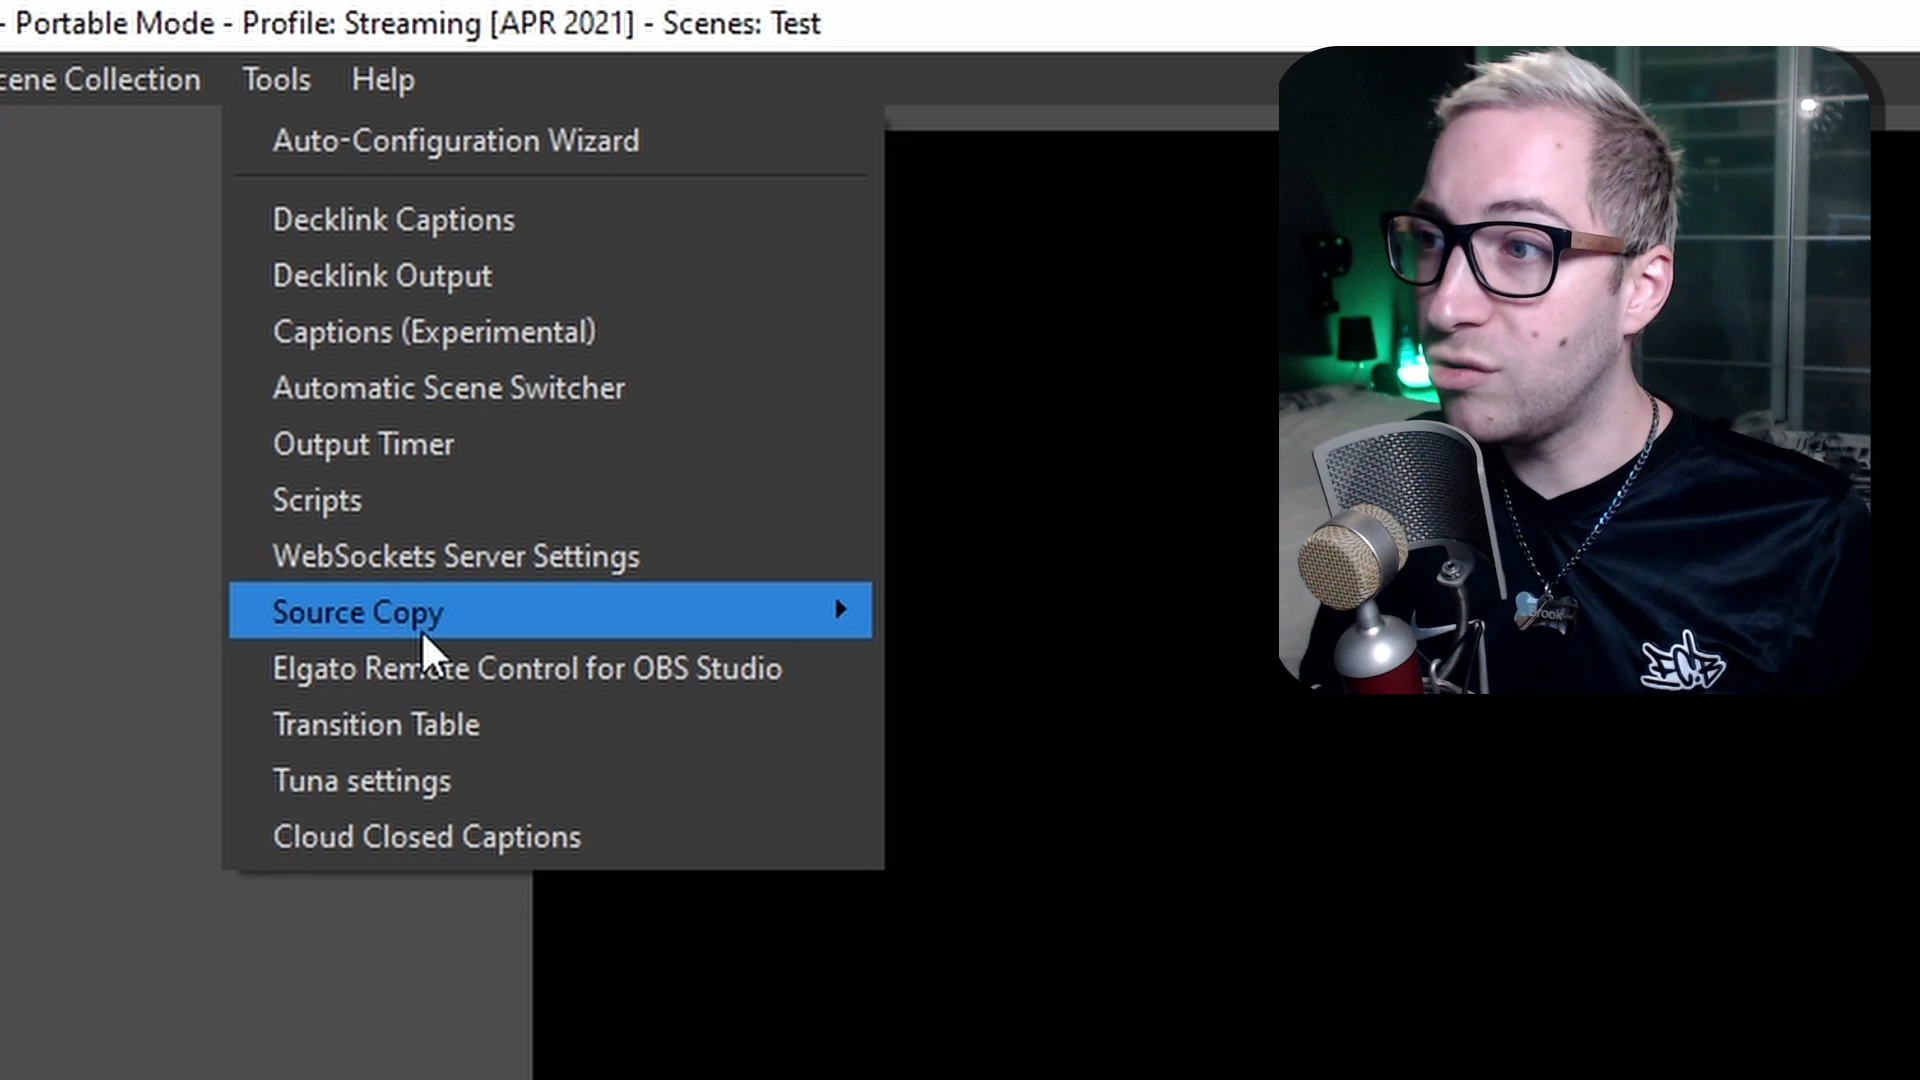 - Portable Mode - Profile: Streaming [APR 2021] - Scenes: Test
cene Collection Tools Help
Auto-Configuration Wizard
Decklink Captions
Decklink Output
Captions (Experimental)
Automatic Scene Switcher
Output Timer
Scripts
WebSockets Server Settings
Source Copy
Elgato Remote Control for OBS Studio
Transition Table
Tuna settings
Cloud Closed Captions
Brook